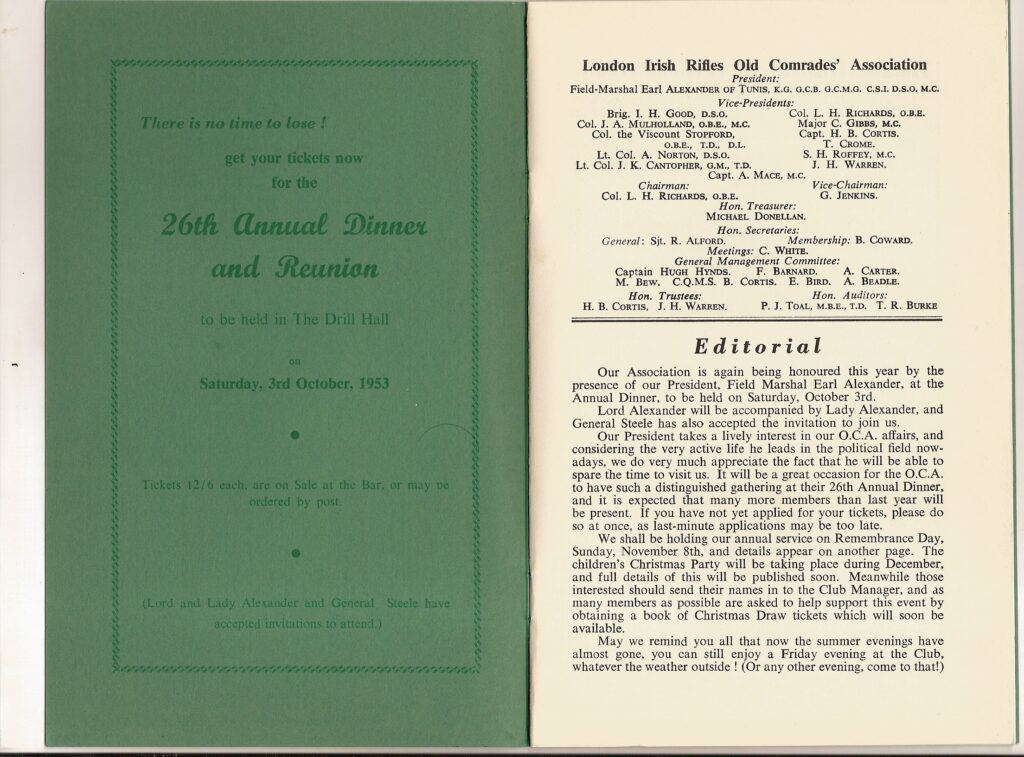 There is no time to lose !
get your tickets now
for the
26th Annual Dinner
and Reunion
to be held in The Drill Hall
on
Saturday, 3rd October, 1953
Tickets 12/6 each, are on Sale at the Bar, or may be
ordered by post.
(Lord and Lady Alexander and General Steele have
accepted invitations to attend.)
London Irish Rifles Old Comrades' Association
President:
Field-Marshal Earl ALEXANDER OF TUNIS, K.G. G.C.B. G.C.M.G. C.S.I. D.S.O. M.C.
Vice-Presidents:
Brig. I. H. GOOD, D.S.O. Col. L. H. RICHARDS, O.B.E.
Col. J. A. MULHOLLAND, O.B.E., M.C. Major C. GIBBS, M.C.
Col. the Viscount STOPFORD, Capt. H. B. CORTIS.
O.B.E., T.D., D.L. T. CROME.
Lt. Col. A. NORTON, D.S.O. S. H. ROFFEY, M.C.
Lt. Col. J. K. CANTOPHER, G.M., T.D. J. H. WARREN.
Capt. A. MACE, M.C.
Chairman: Vice-Chairman:
Col. L. H. RICHARDS, O.B.E. G. JENKINS.
Hon. Treasurer:
MICHAEL DONELLAN.
Hon. Secretaries:
General: Sjt. R. ALFORD. Membership: B. COWARD.
Meetings: C. WHITE.
General Management Committee:
Captain HUGH HYNDS. F. BARNARD. A. CARTER.
M. BEW. C.Q.M.S. B. CORTIS. E. BIRD. A. BEADLE.
Hon. Trustees: Hon. Auditors:
H. B. CORTIS, J. H. WARREN. P. J. TOAL, M.B.E., T.D. T. R. BURKE
Editorial
Our Association is again being honoured this year by the
presence of our President, Field Marshal Earl Alexander, at the
Annual Dinner, to be held on Saturday, October 3rd.
Lord Alexander will be accompanied by Lady Alexander, and
General Steele has also accepted the invitation to join us.
Our President takes a lively interest in our O.C.A. affairs, and
considering the very active life he leads in the political field now-
adays, we do very much appreciate the fact that he will be able to
spare the time to visit us. It will be a great occasion for the O.C.A.
to have such a distinguished gathering at their 26th Annual Dinner,
and it is expected that many more members than last year will
be present. If you have not yet applied for your tickets, please do
so at once, as last-minute applications may be too late.
We shall be holding our annual service on Remembrance Day,
Sunday, November 8th, and details appear on another page. The
children's Christmas Party will be taking place during December,
and full details of this will be published soon. Meanwhile those
interested should send their names in to the Club Manager, and as
many members as possible are asked to help support this event by
obtaining a book of Christmas Draw tickets which will soon be
available.
May we remind you all that now the summer evenings have
almost gone, you can still enjoy a Friday evening at the Club,
whatever the weather outside ! (Or any other evening, come to that!)